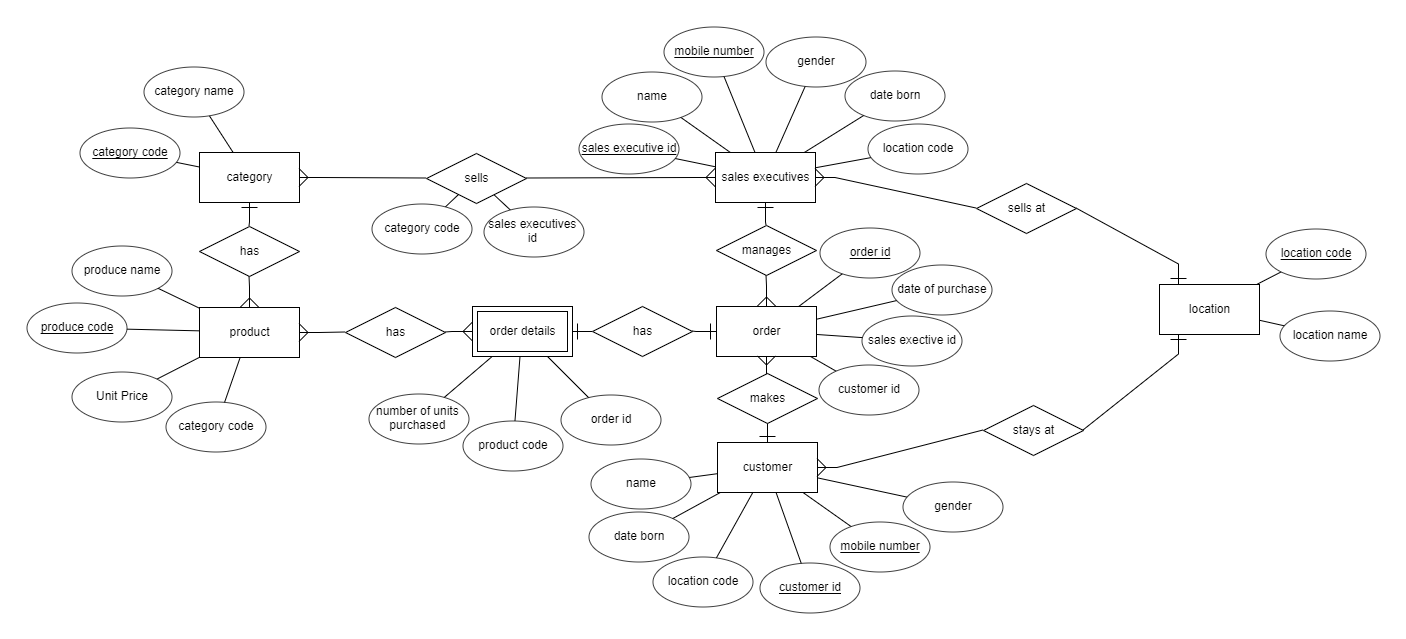 mobile number
gender
category name
name
date born
category code
sales executive id
location code
category
sells
sales executives
sells at
category code
sales executives
id
has
manages
order id
location code
produce name
date of purchase
location
produce code
product
has
order details
has
order
sales exective id
location name
Unit Price
customer id
category code
number of units
purchased
order id
makes
product code
stays at
customer
name
gender
date born
mobile number
location code
customer id